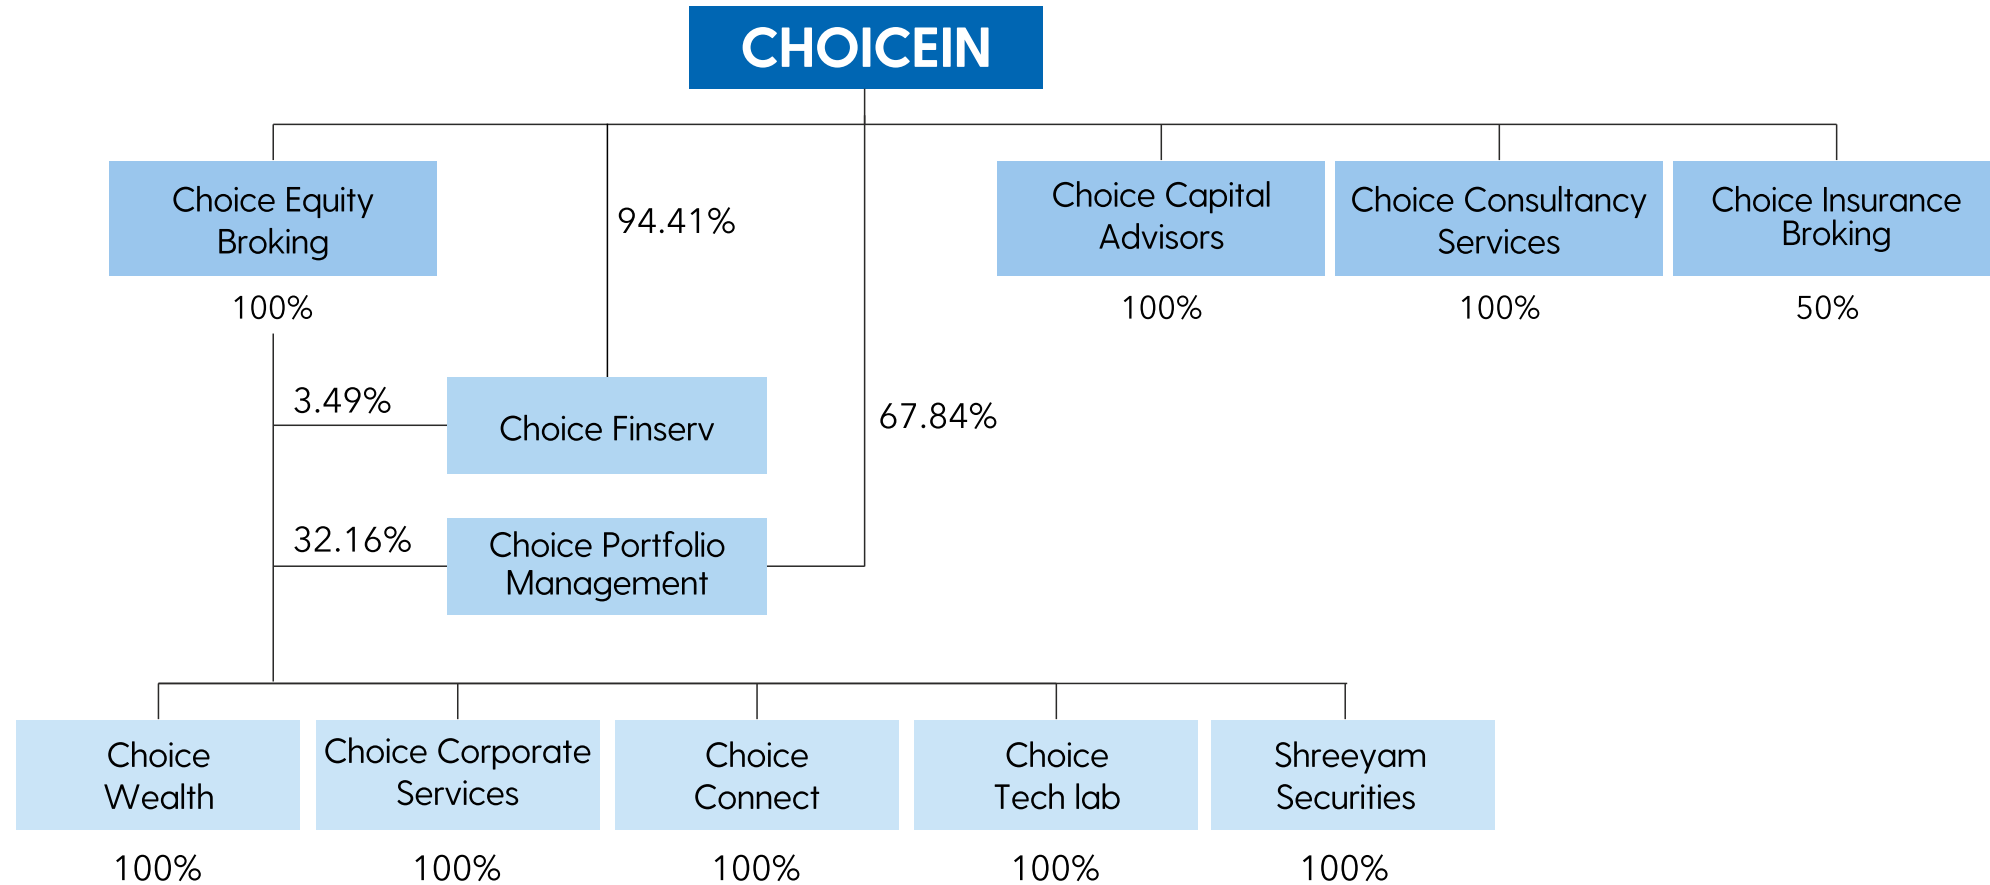 CHOICEIN
Choice Equity
Broking
100%
94.41%
Choice Capital
Advisors
100%
Choice Consultancy
Services
100%
Choice Insurance
Broking
50%
3.49%
Choice Finserv
67.84%
32.16%
Choice Portfolio
Management
Choice
Wealth
100%
Choice Corporate
Services
100%
Choice
Connect
100%
Choice
Tech lab
100%
Shreeyam
Securities
100%